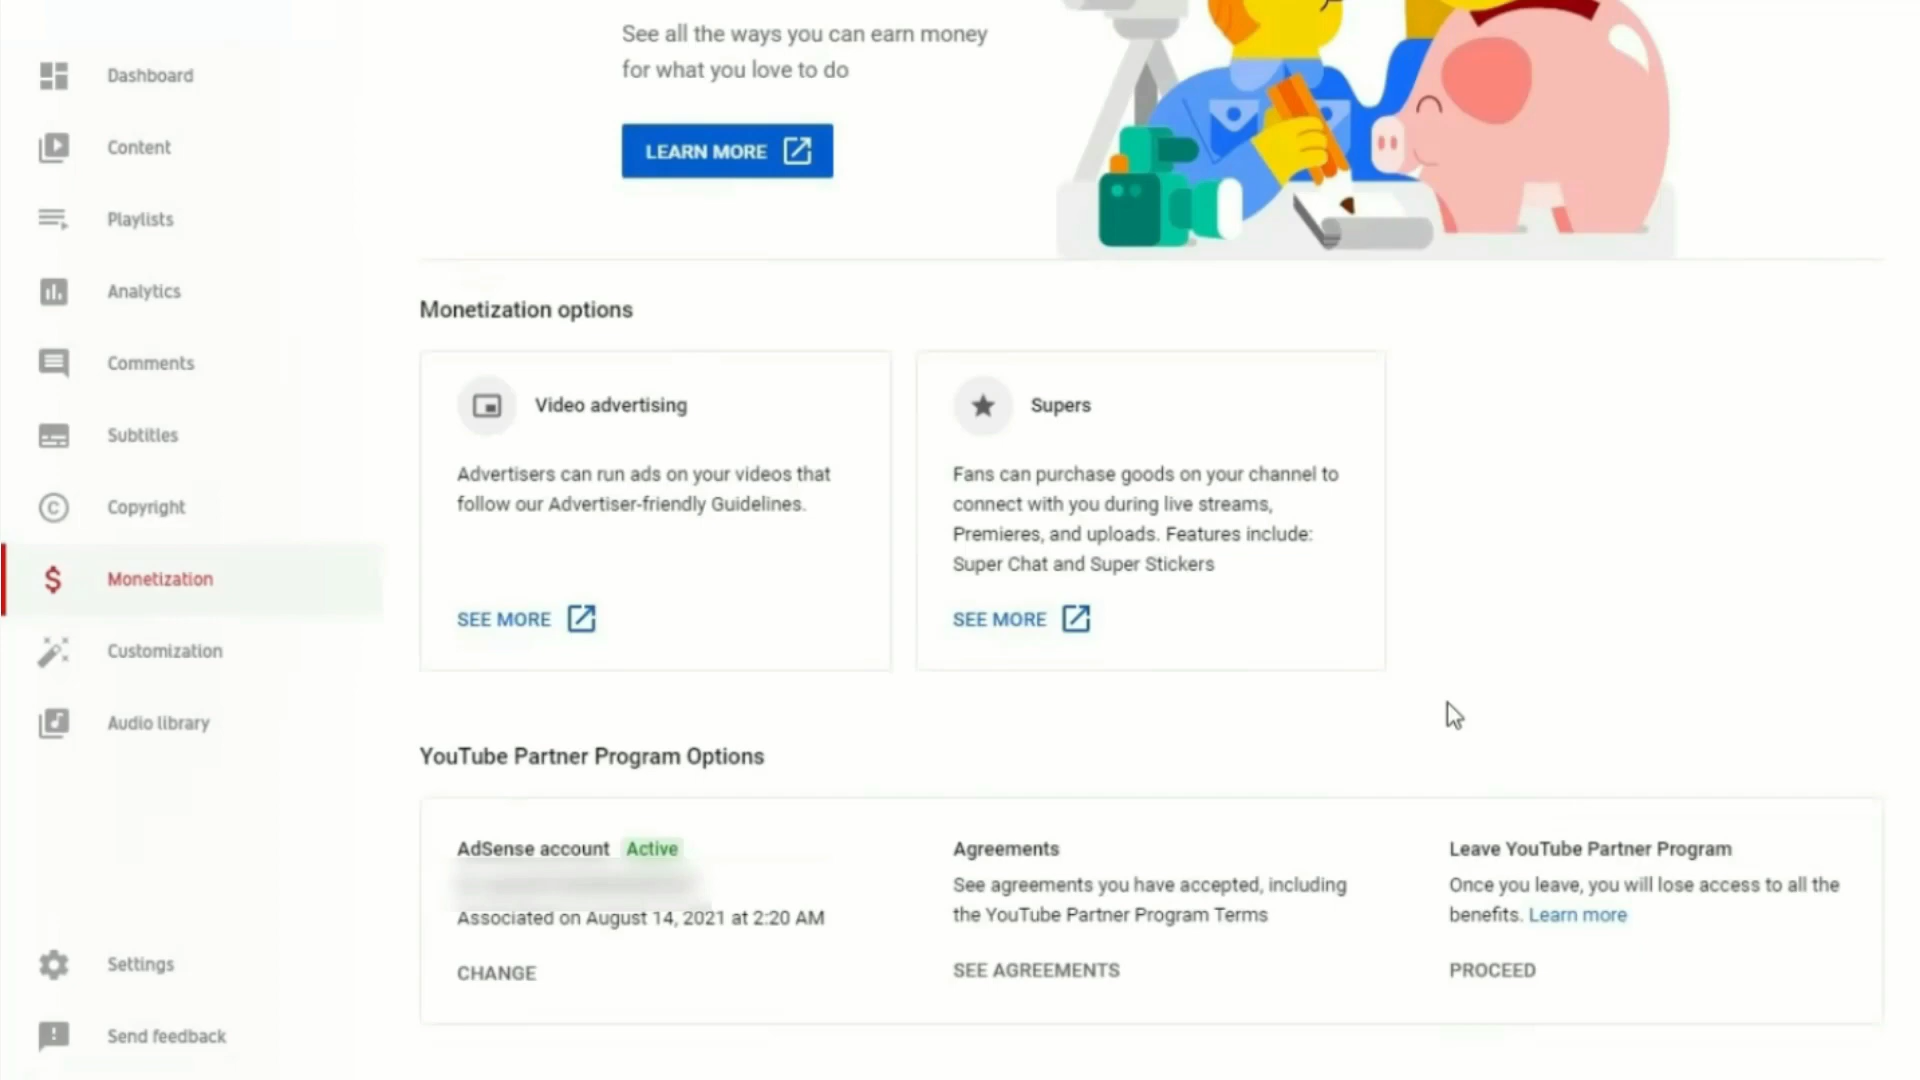 Dashboard
Content
Playlists
Analytics
Comments
Subtitles
Copyright
Monetization
Customization
Audio library
Settings
Send feedback
See all the ways you can earn money
for what you love to do
LEARN MORE
Monetization options
Video advertising
Advertisers can run ads on your videos that
follow our Advertiser-friendly Guidelines.
SEE MORE
Supers
Fans can purchase goods on your channel to
connect with you during live streams,
Premieres, and uploads. Features include:
Super Chat and Super Stickers
SEE MORE
YouTube Partner Program Options
AdSense account Active
Associated on August 14, 2021 at 2:20 AM
CHANGE
Agreements
See agreements you have accepted, including
the YouTube Partner Program Terms
SEE AGREEMENTS
Leave YouTube Partner Program
Once you leave, you will lose access to all the
benefits. Learn more
PROCEED